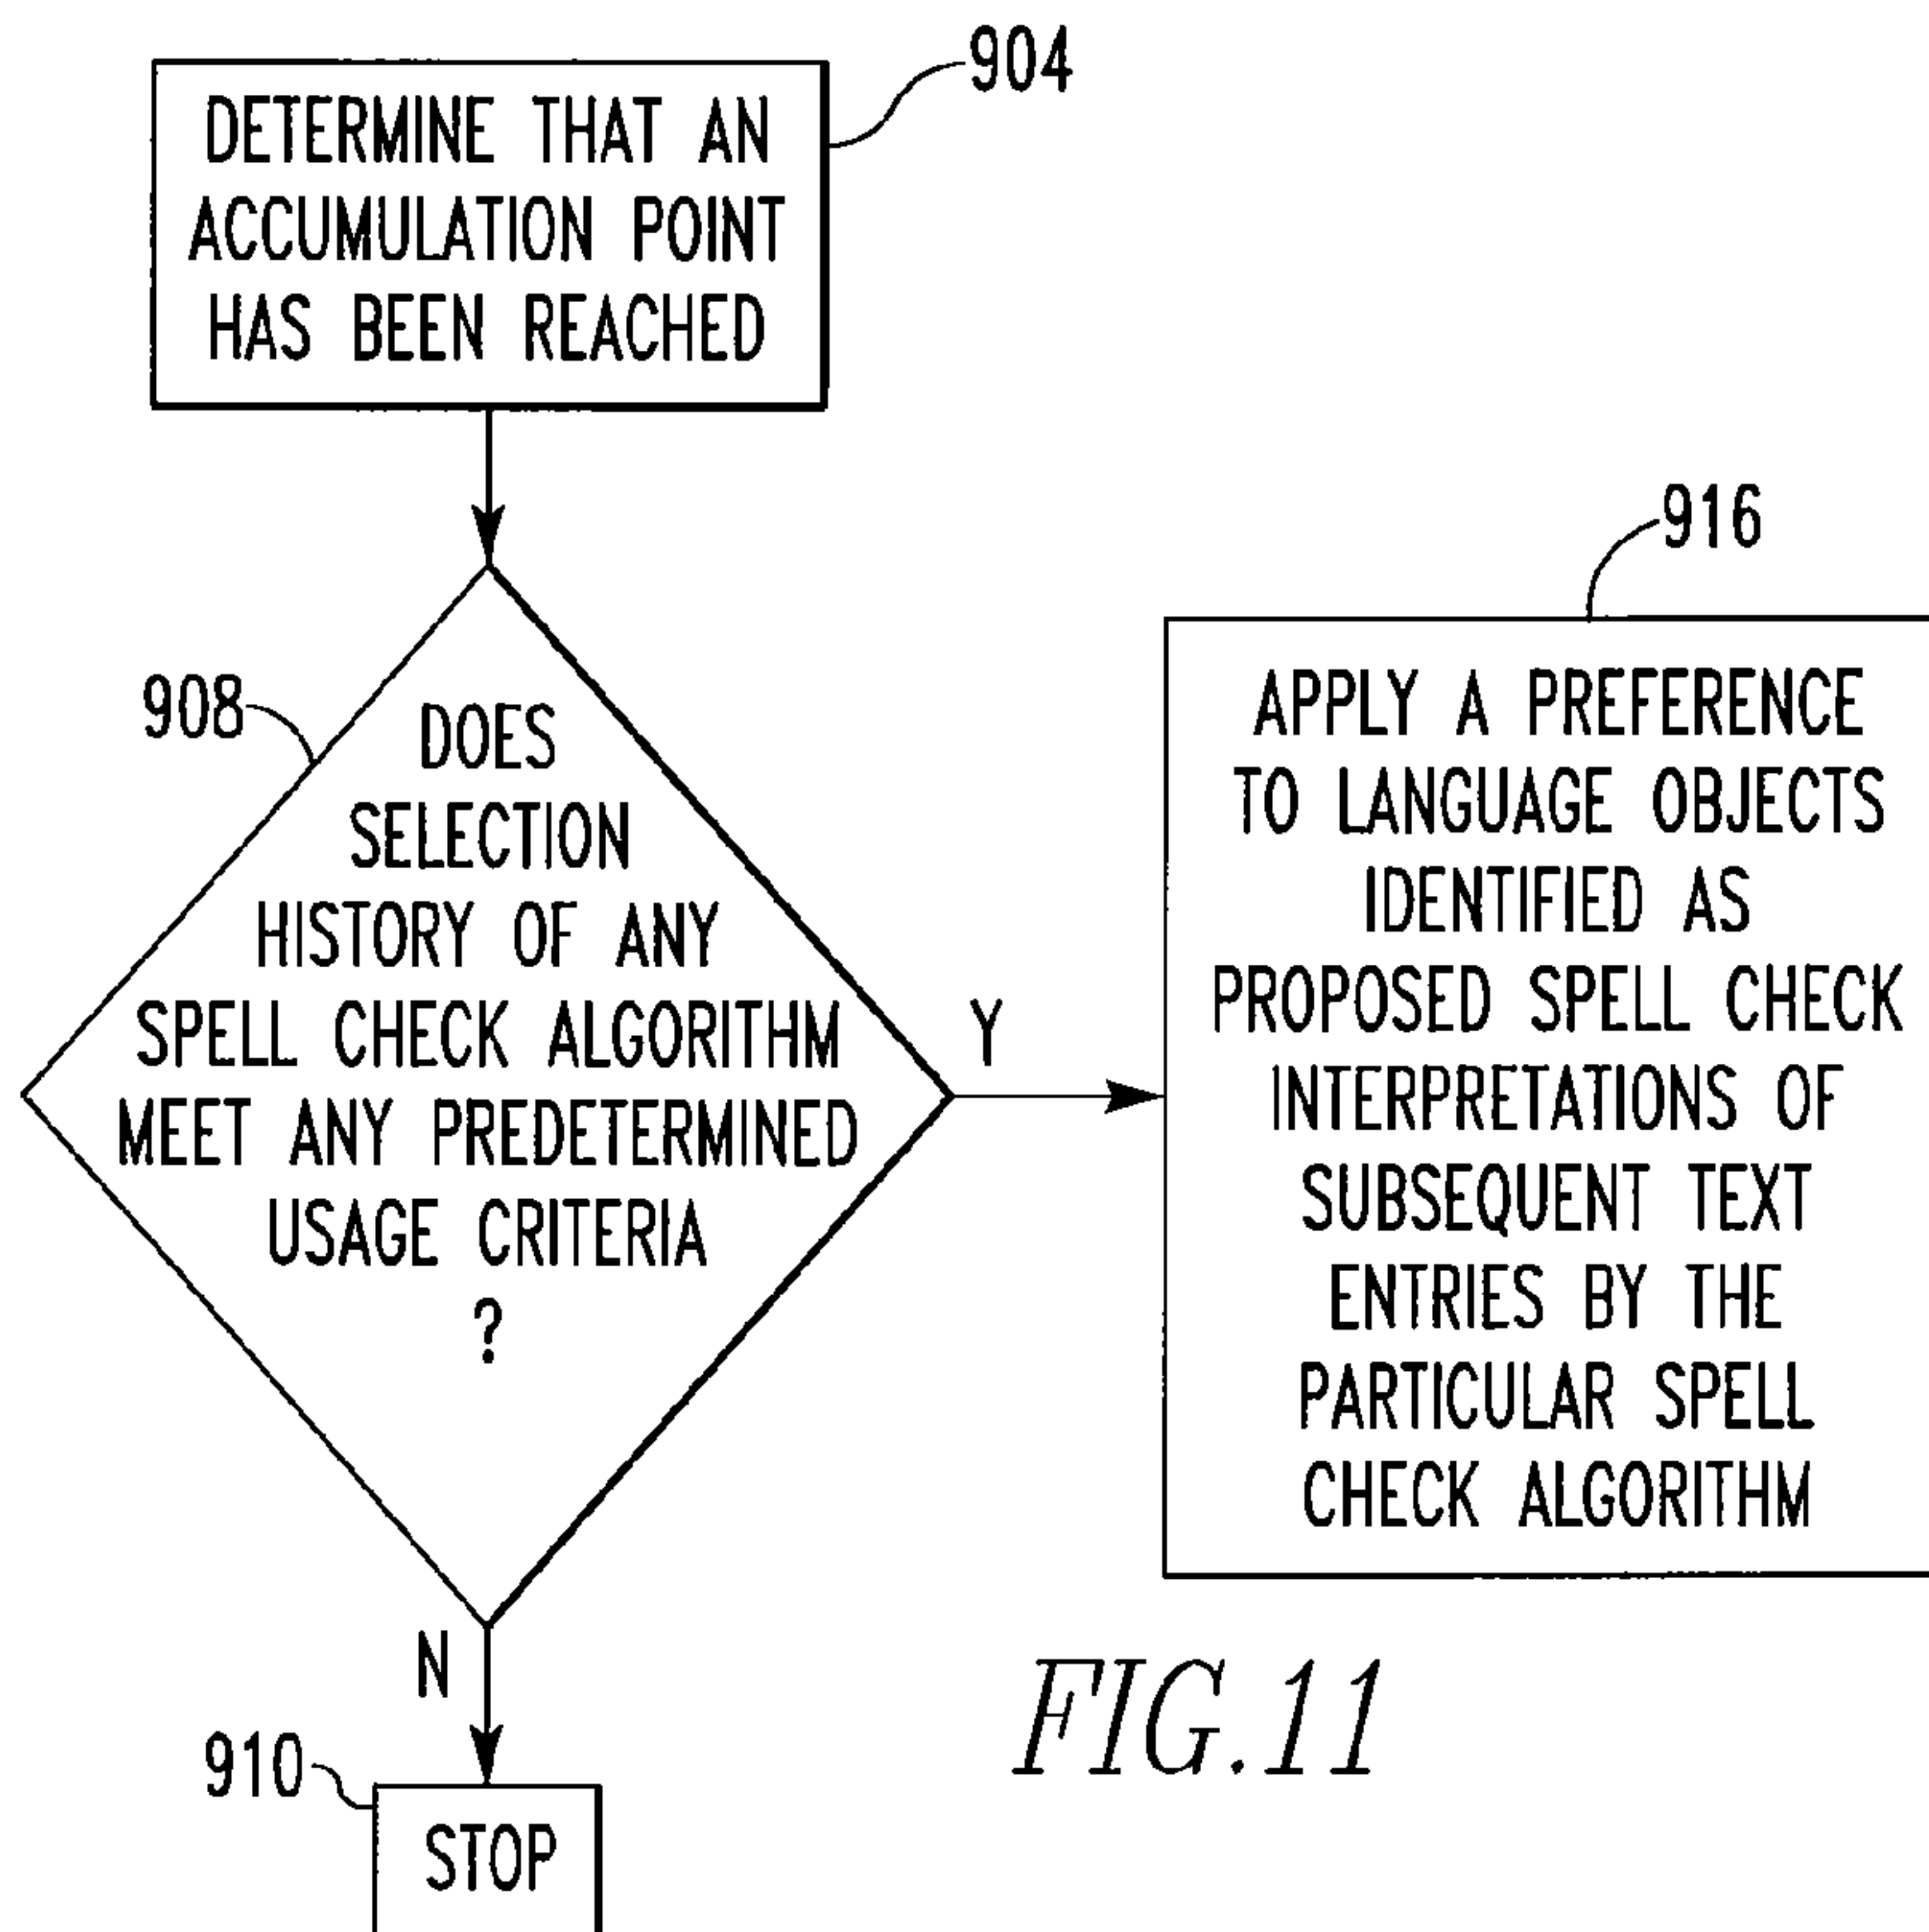 904
DETERMINE THAT AN
ACCUMULATION POINT
HAS BEEN REACHED
908
DOES
SELECTION
HISTORY OF ANY
SPELL CHECK ALGORITHM
MEET ANY PREDETERMINED
USAGE CRITERIA
?
Y
916
APPLY A PREFERENCE
TO LANGUAGE OBJECTS
IDENTIFIED AS
PROPOSED SPELL CHECK
INTERPRETATIONS OF
SUBSEQUENT TEXT
ENTRIES BY THE
PARTICULAR SPELL
CHECK ALGORITHM
N
910
STOP
FIG.11